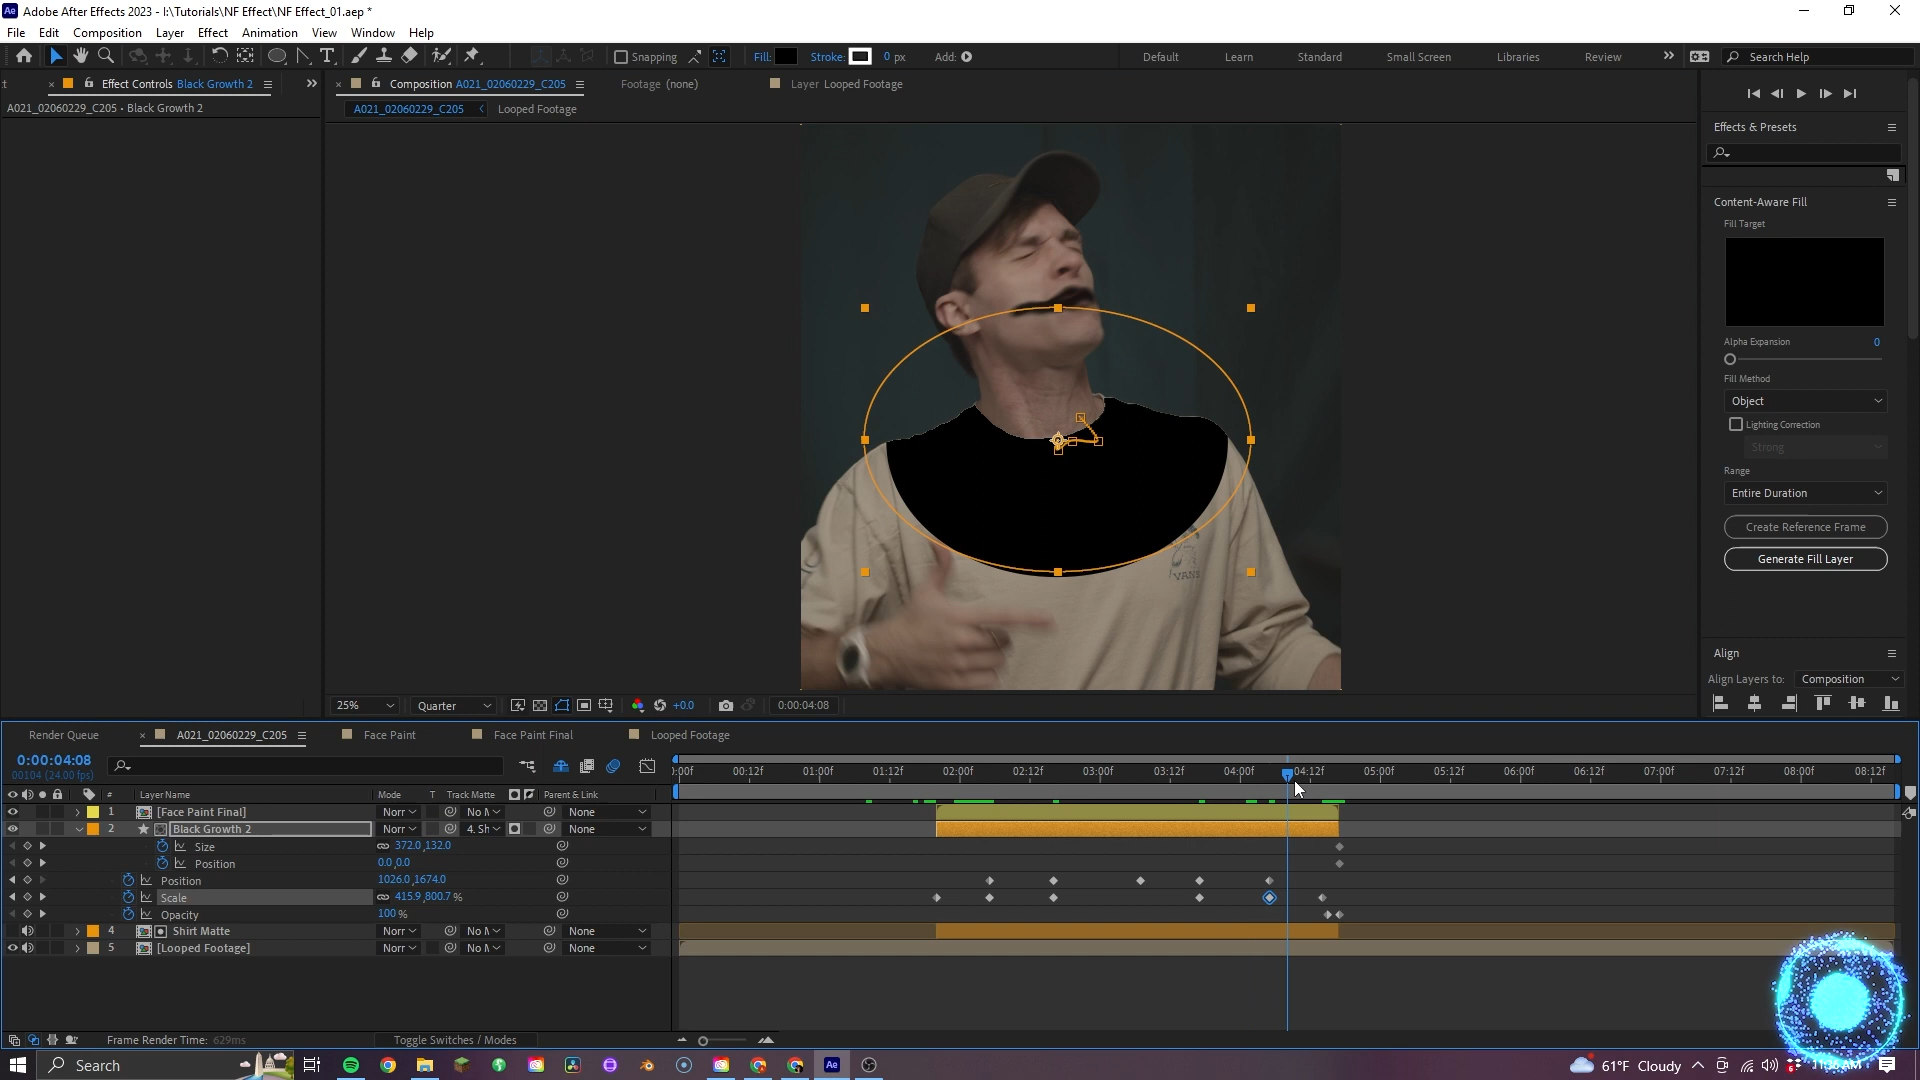 Adobe After Effects 2023 - I:\Tutorials\NF Effect\NF Effect_01.aep *
File Edit Composition Layer Effect Animation View Window Help
Snapping Fill: Stroke: 0 px Add: Default Learn Standard Small Screen Libraries Review Search Help
Effect Controls Black Growth 2 Composition A021_02060229_C205 Footage (none) Layer Looped Footage
A021_02060229_C205 • Black Growth 2 A021_02060229_C205 Looped Footage
Effects & Presets
Content-Aware Fill
Fill Target
Alpha Expansion 0
Fill Method
Object
Lighting Correction
Strong
Range
Entire Duration
Create Reference Frame
Generate Fill Layer
VANS
Align
Align Layers to: Composition
25% Quarter +0.0 0:00:04:08
Render Queue A021_02060229_C205 Face Paint Face Paint Final Looped Footage
0:00:04:08
00104 (24.00 fps)
:00f 00:12f 01:00f 01:12f 02:00f 02:12f 03:00f 03:12f 04:00f 04:12f 05:00f 05:12f 06:00f 06:12f 07:00f 07:12f 08:00f 08:12f
# Layer Name Mode T Track Matte Parent & Link
1 [Face Paint Final] Norr No M None
2 Black Growth 2 Norr 4. Sh None
Size 372.0,132.0
Position 0.0,0.0
Position 1026.0,1674.0
Scale 415.9,800.7 %
Opacity 100 %
4 Shirt Matte Norr No M None
5 [Looped Footage] Norr No M None
Frame Render Time: 629ms Toggle Switches / Modes
Search Ae 61°F Cloudy 11:36 AM